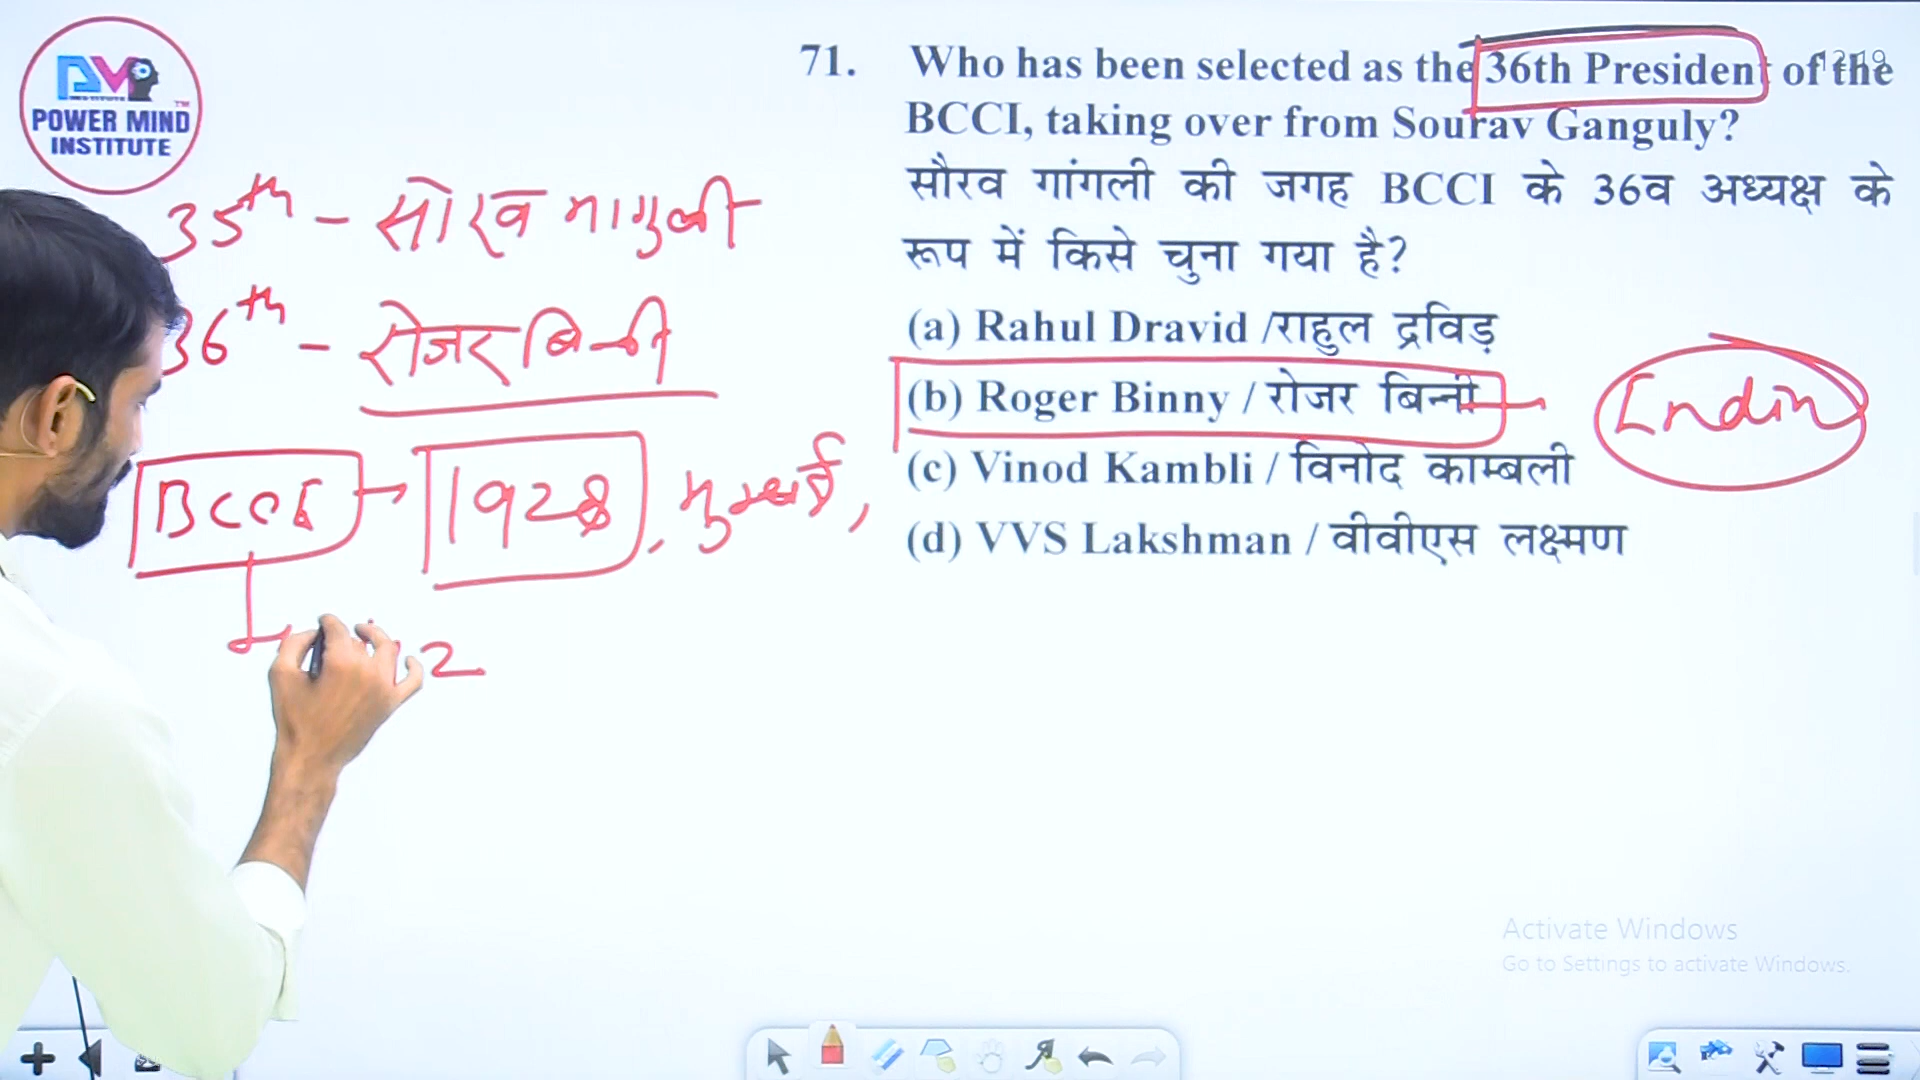 POWER MIND
INSTITUTE
71. Who has been selected as the 36th President of the
BCCI, taking over from Sourav Ganguly?
सौरव गांगली की जगह BCCI के 36व अध्यक्ष के
रूप में किसे चुना गया है?
(a) Rahul Dravid /राहुल द्रविड़
(b) Roger Binny / रोजर बिन्नी
(c) Vinod Kambli / विनोद काम्बली
(d) VVS Lakshman / वीवीएस लक्ष्मण
35th - सौरव गागुली
36th - रोजर बिन्नी
BCCI → 1928, मुम्बई,
2
Activate Windows
Go to Settings to activate Windows.